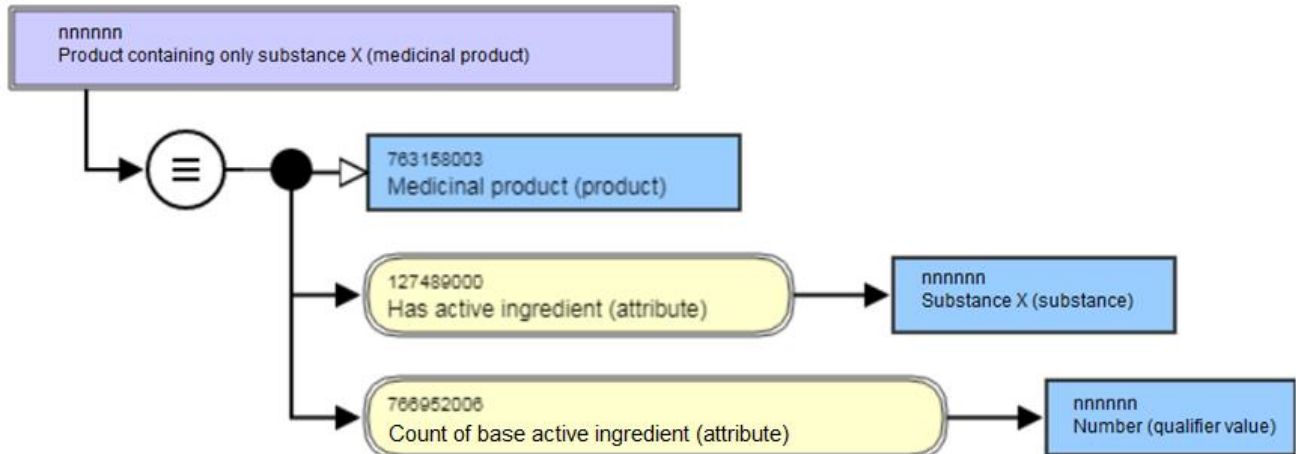 nnnnnn
Product containing only substance X (medicinal product)
≡
763158003
Medicinal product (product)
127489000
Has active ingredient (attribute)
nnnnnn
Substance X (substance)
766952006
Count of base active ingredient (attribute)
nnnnnn
Number (qualifier value)